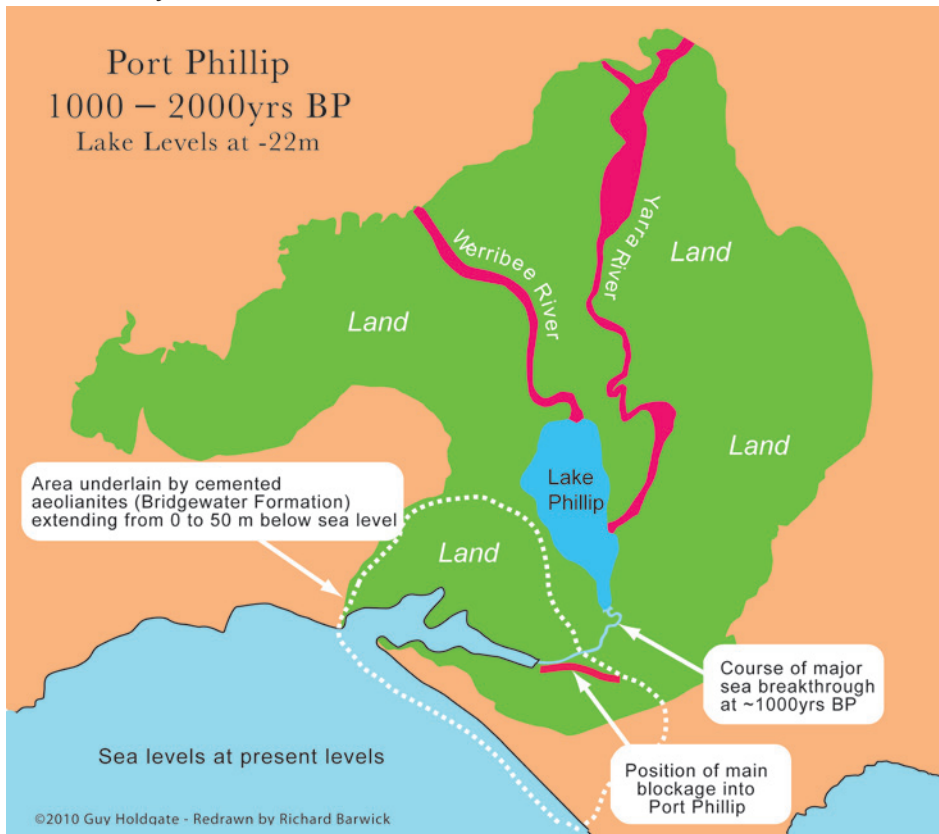 Port Phillip
1000 – 2000yrs BP
Lake Levels at -22m
Werribee River
Yarra River
Land
Land
Land
Lake
Phillip
Area underlain by cemented
aeolianites (Bridgewater Formation)
extending from 0 to 50 m below sea level
Land
Course of major
sea breakthrough
at ~1000yrs BP
Sea levels at present levels
Position of main
blockage into
Port Phillip
©2010 Guy Holdgate - Redrawn by Richard Barwick